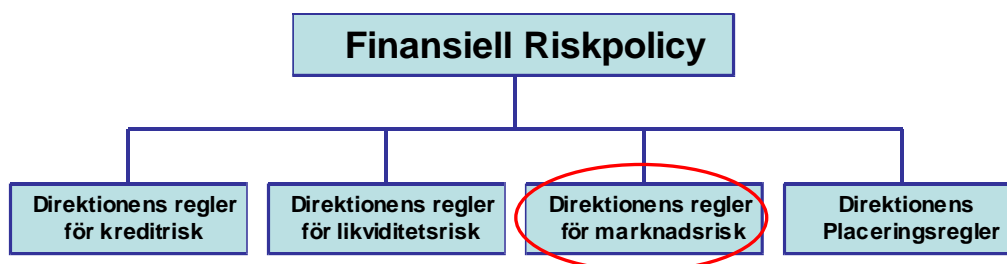 Finansiell Riskpolicy
Direktionens regler
för kreditrisk
Direktionens regler
för likviditetsrisk
Direktionens regler
för marknadsrisk
Direktionens
Placeringsregler